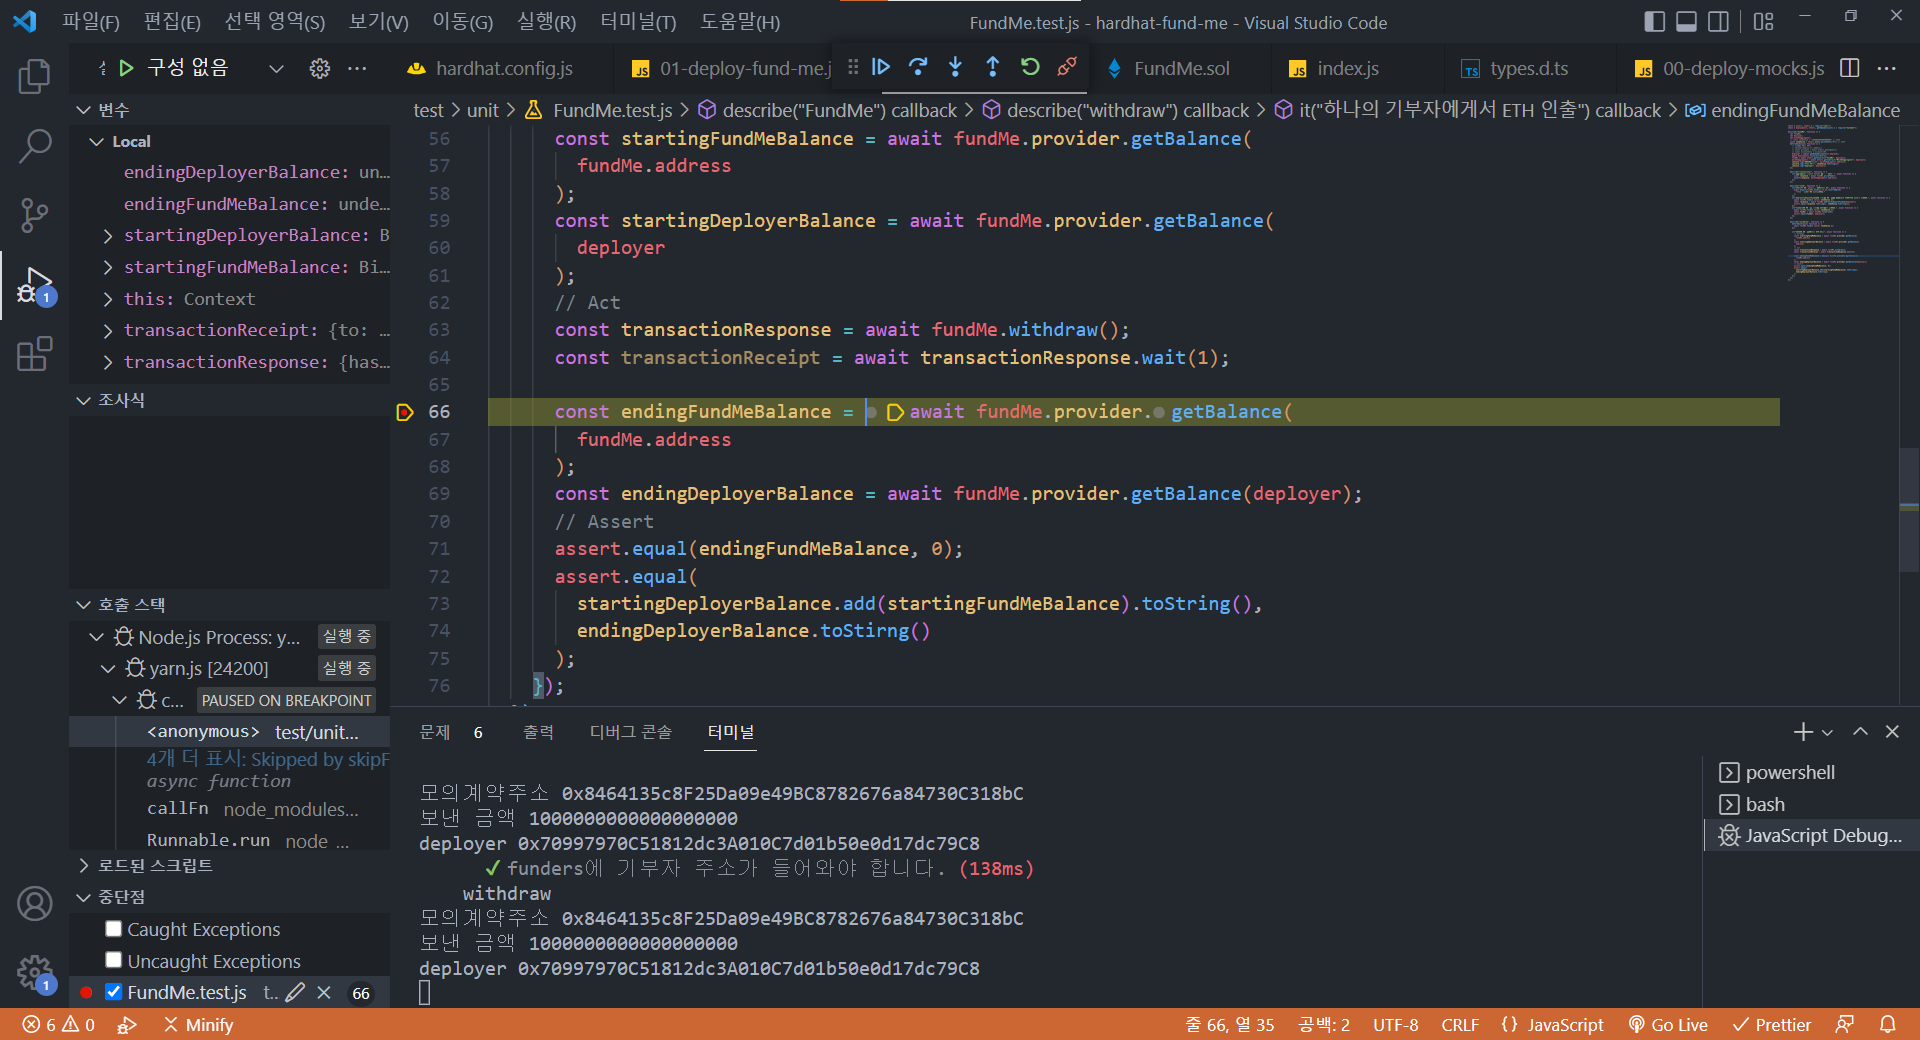 파일(F) 편집(E) 선택 영역(S) 보기(V) 이동(G) 실행(R) 터미널(T) 도움말(H) FundMe.test.js - hardhat-fund-me - Visual Studio Code
구성 없음 hardhat.config.js JS 01-deploy-fund-me.j FundMe.sol JS index.js TS types.d.ts JS 00-deploy-mocks.js
test > unit > FundMe.test.js > describe("FundMe") callback > describe("withdraw") callback > it("하나의 기부자에게서 ETH 인출") callback > endingFundMeBalance
변수
Local
endingDeployerBalance: un...
endingFundMeBalance: unde...
startingDeployerBalance: B
startingFundMeBalance: Bi...
this: Context
transactionReceipt: {to: ...
transactionResponse: {has...
조사식
호출 스택
Node.js Process: y... 실행 중
yarn.js [24200] 실행 중
c... PAUSED ON BREAKPOINT
<anonymous> test/unit...
4개 더 표시: Skipped by skipF
async function
callFn node_modules...
Runnable.run node_...
로드된 스크립트
중단점
Caught Exceptions
Uncaught Exceptions
FundMe.test.js t.. 66
1
1
56 const startingFundMeBalance = await fundMe.provider.getBalance(
57 fundMe.address
58 );
59 const startingDeployerBalance = await fundMe.provider.getBalance(
60 deployer
61 );
62 // Act
63 const transactionResponse = await fundMe.withdraw();
64 const transactionReceipt = await transactionResponse.wait(1);
65
66 const endingFundMeBalance = await fundMe.provider.getBalance(
67 fundMe.address
68 );
69 const endingDeployerBalance = await fundMe.provider.getBalance(deployer);
70 // Assert
71 assert.equal(endingFundMeBalance, 0);
72 assert.equal(
73 startingDeployerBalance.add(startingFundMeBalance).toString(),
74 endingDeployerBalance.toStirng()
75 );
76 });
문제 6 출력 디버그 콘솔 터미널
모의계약주소 0x8464135c8F25Da09e49BC8782676a84730C318bC
보낸 금액 1000000000000000000
deployer 0x70997970C51812dc3A010C7d01b50e0d17dc79C8
✓ funders에 기부자 주소가 들어와야 합니다. (138ms)
withdraw
모의계약주소 0x8464135c8F25Da09e49BC8782676a84730C318bC
보낸 금액 1000000000000000000
deployer 0x70997970C51812dc3A010C7d01b50e0d17dc79C8
powershell
bash
JavaScript Debug...
6 0 Minify 줄 66, 열 35 공백: 2 UTF-8 CRLF {} JavaScript Go Live ✓ Prettier